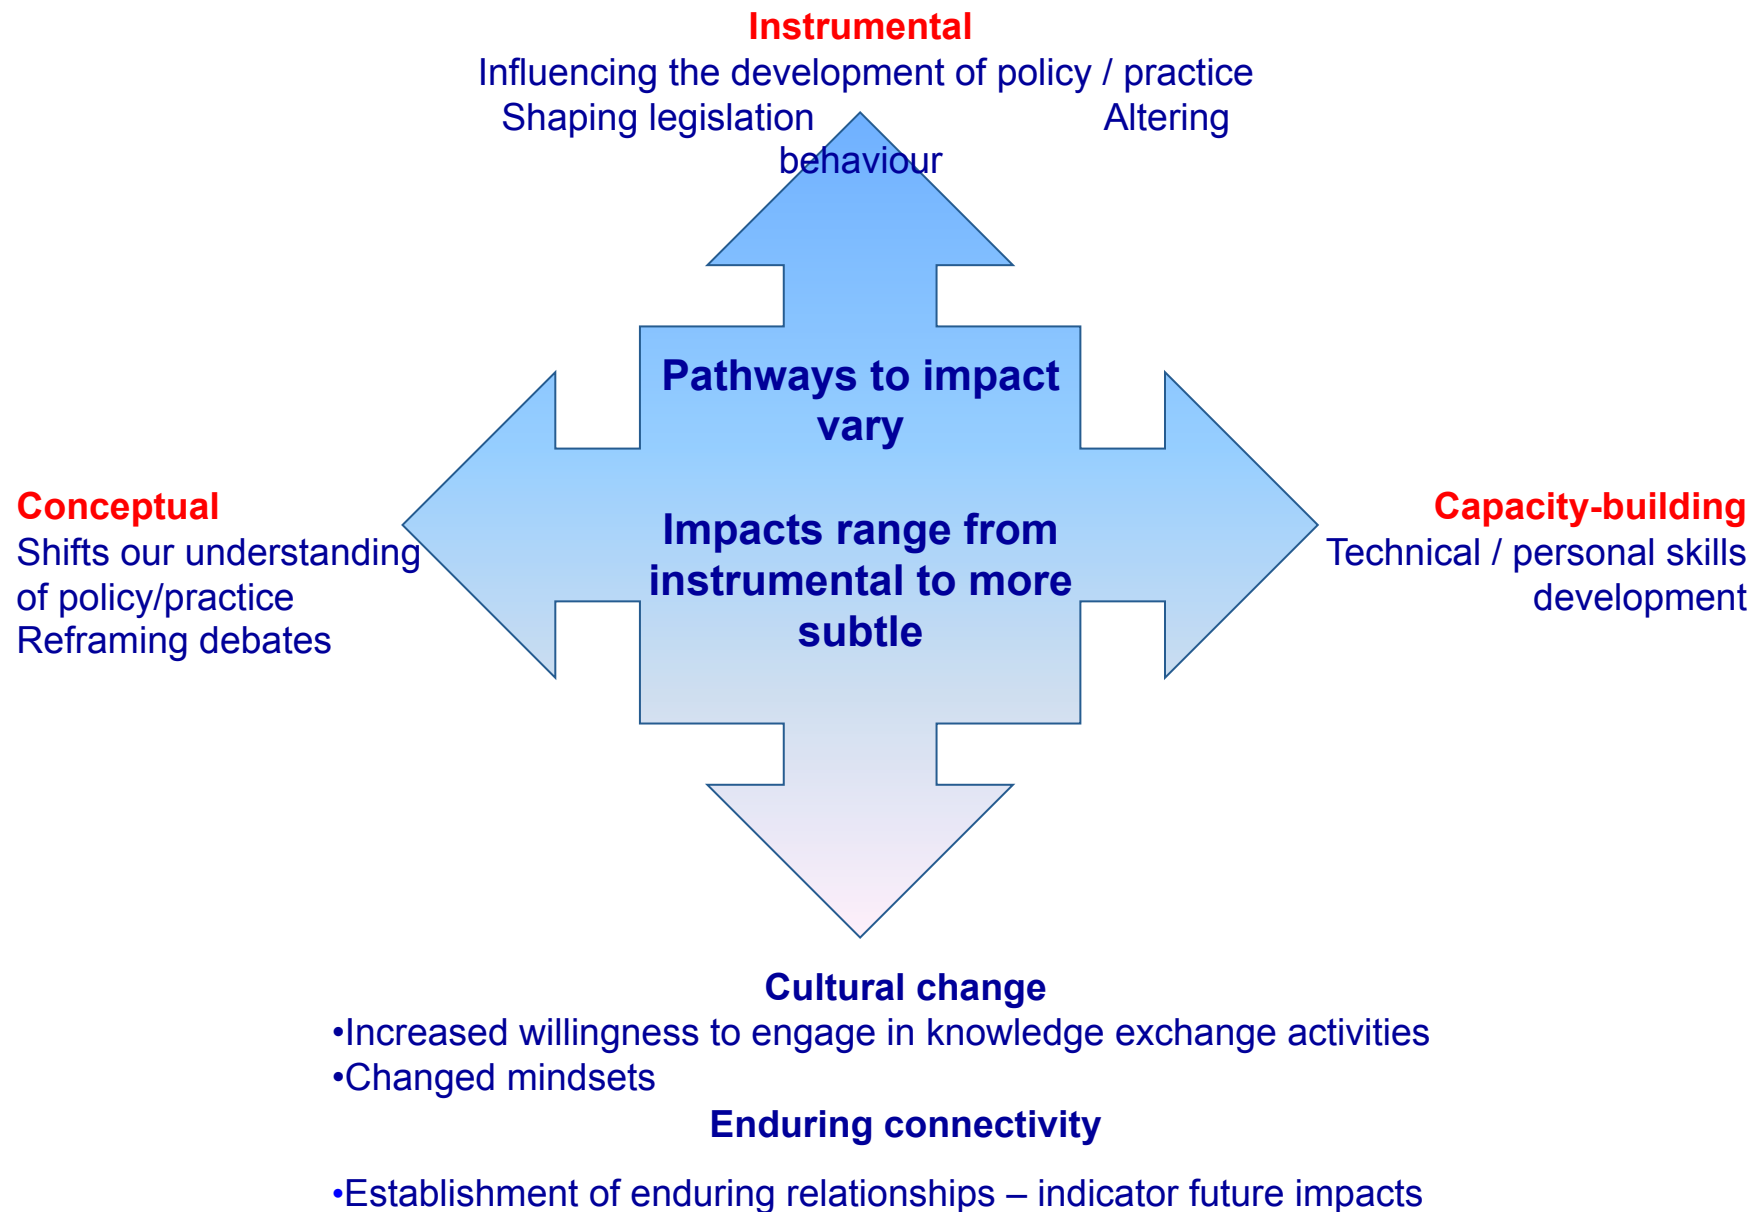 Instrumental
Influencing the development of policy / practice
Shaping legislation Altering
behaviour
Pathways to impact
vary
Impacts range from
instrumental to more
subtle
Conceptual
Shifts our understanding
of policy/practice
Reframing debates
Capacity-building
Technical / personal skills
development
Cultural change
•Increased willingness to engage in knowledge exchange activities
•Changed mindsets
Enduring connectivity
•Establishment of enduring relationships – indicator future impacts